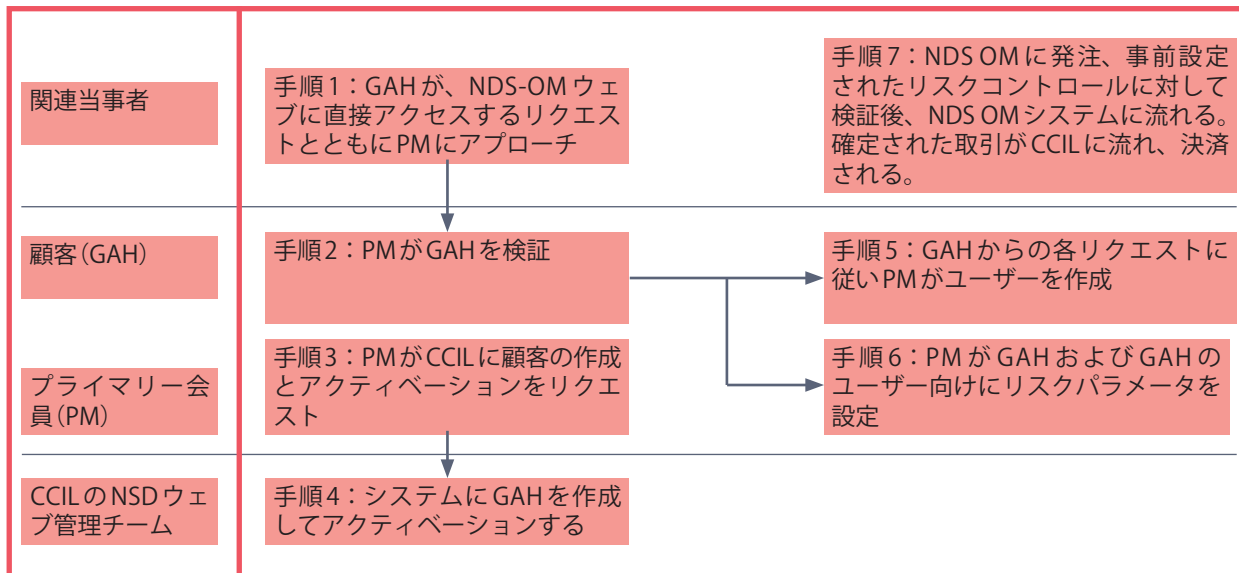 関連当事者
手順1：GAHが、NDS-OMウェ
ブに直接アクセスするリクエス
トとともにPMにアプローチ
手順7：NDS OMに発注、事前設定
されたリスクコントロールに対して
検証後、NDS OMシステムに流れる。
確定された取引がCCILに流れ、決済
される。
顧客（GAH）
手順2：PMがGAHを検証
手順5：GAHからの各リクエストに
従いPMがユーザーを作成
プライマリー会
員（PM）
手順3：PMがCCILに顧客の作成
とアクティベーションをリクエ
スト
手順6：PMがGAHおよびGAHの
ユーザー向けにリスクパラメータを
設定
CCILのNSDウェ
ブ管理チーム
手順4：システムにGAHを作成
してアクティベーションする